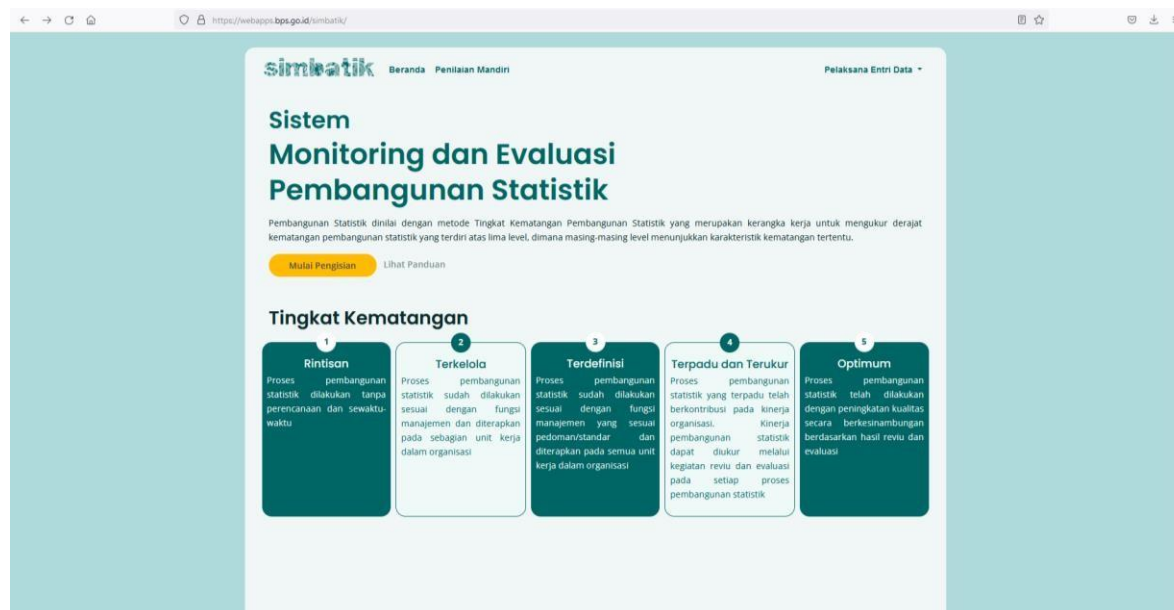 https://webapps.bps.go.id/simbatik/
simbatik Beranda Penilaian Mandiri Pelaksana Entri Data
Sistem
Monitoring dan Evaluasi
Pembangunan Statistik
Pembangunan Statistik dinilai dengan metode Tingkat Kematangan Pembangunan Statistik yang merupakan kerangka kerja untuk mengukur derajat
kematangan pembangunan statistik yang terdiri atas lima level, dimana masing-masing level menunjukkan karakteristik kematangan tertentu.
Mulai Pengisian Lihat Panduan
Tingkat Kematangan
1
Rintisan
Proses pembangunan
statistik dilakukan tanpa
perencanaan dan sewaktu-
waktu
2
Terkelola
Proses pembangunan
statistik sudah dilakukan
sesuai dengan fungsi
manajemen dan diterapkan
pada sebagian unit kerja
dalam organisasi
3
Terdefinisi
Proses pembangunan
statistik sudah dilakukan
sesuai dengan fungsi
manajemen yang sesuai
pedoman/standar dan
diterapkan pada semua unit
kerja dalam organisasi
4
Terpadu dan Terukur
Proses pembangunan
statistik yang terpadu telah
berkontribusi pada kinerja
organisasi. Kinerja
pembangunan statistik
dapat diukur melalui
kegiatan reviu dan evaluasi
pada setiap proses
pembangunan statistik
5
Optimum
Proses pembangunan
statistik telah dilakukan
dengan peningkatan kualitas
secara berkesinambungan
berdasarkan hasil reviu dan
evaluasi